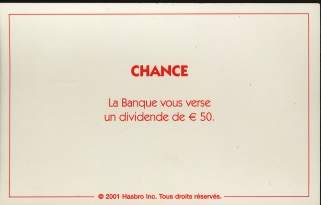 CHANCE
La Banque vous verse
un dividende de € 50.
© 2001 Hasbro Inc. Tous droits réservés.